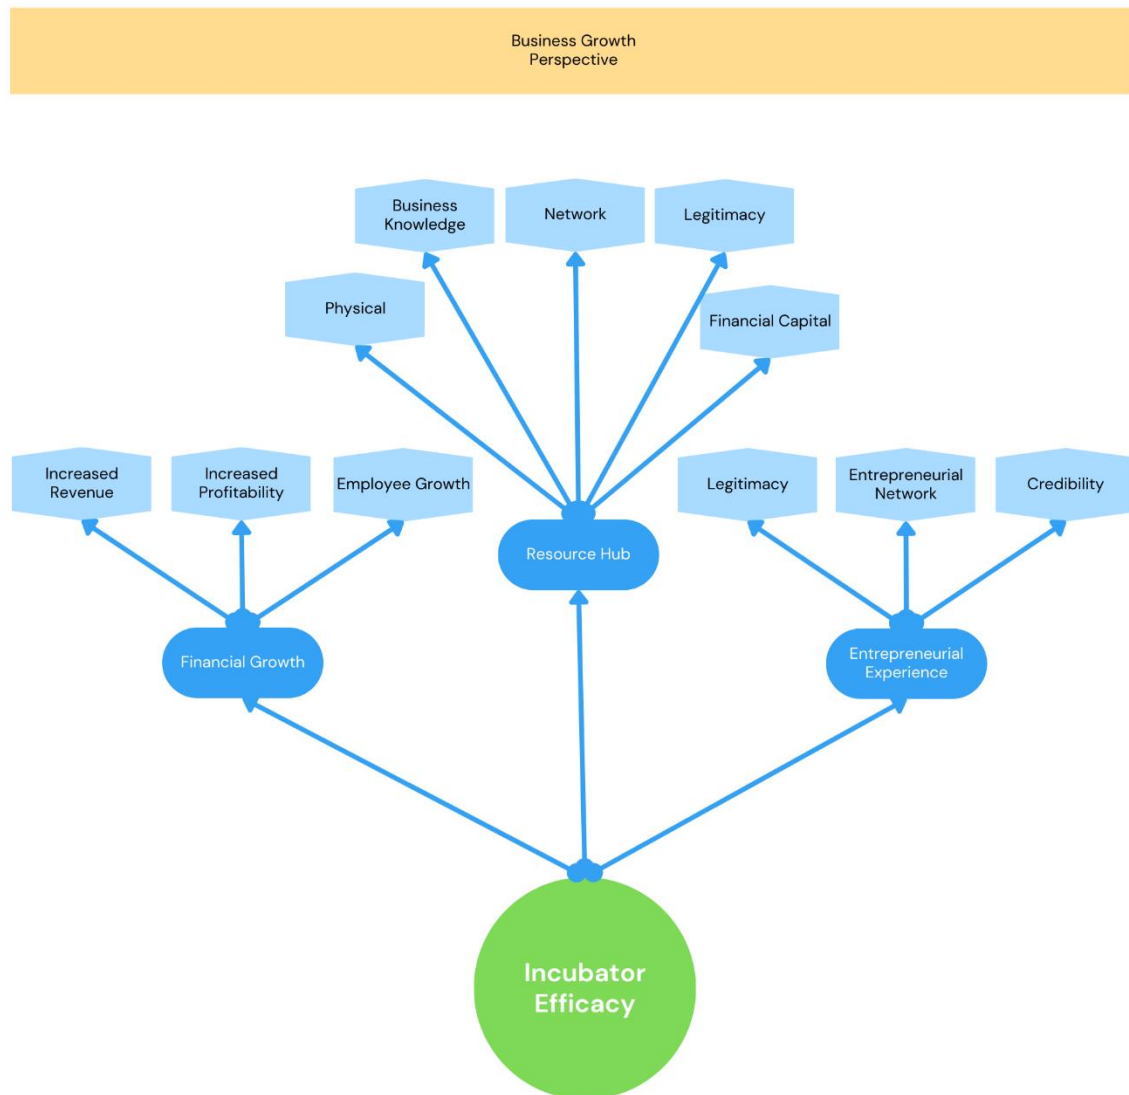 Business Growth
Perspective
Business
Knowledge
Network
Legitimacy
Physical
Financial Capital
Increased
Revenue
Increased
Profitability
Employee Growth
Legitimacy
Entrepreneurial
Network
Credibility
Resource Hub
Financial Growth
Entrepreneurial
Experience
Incubator
Efficacy